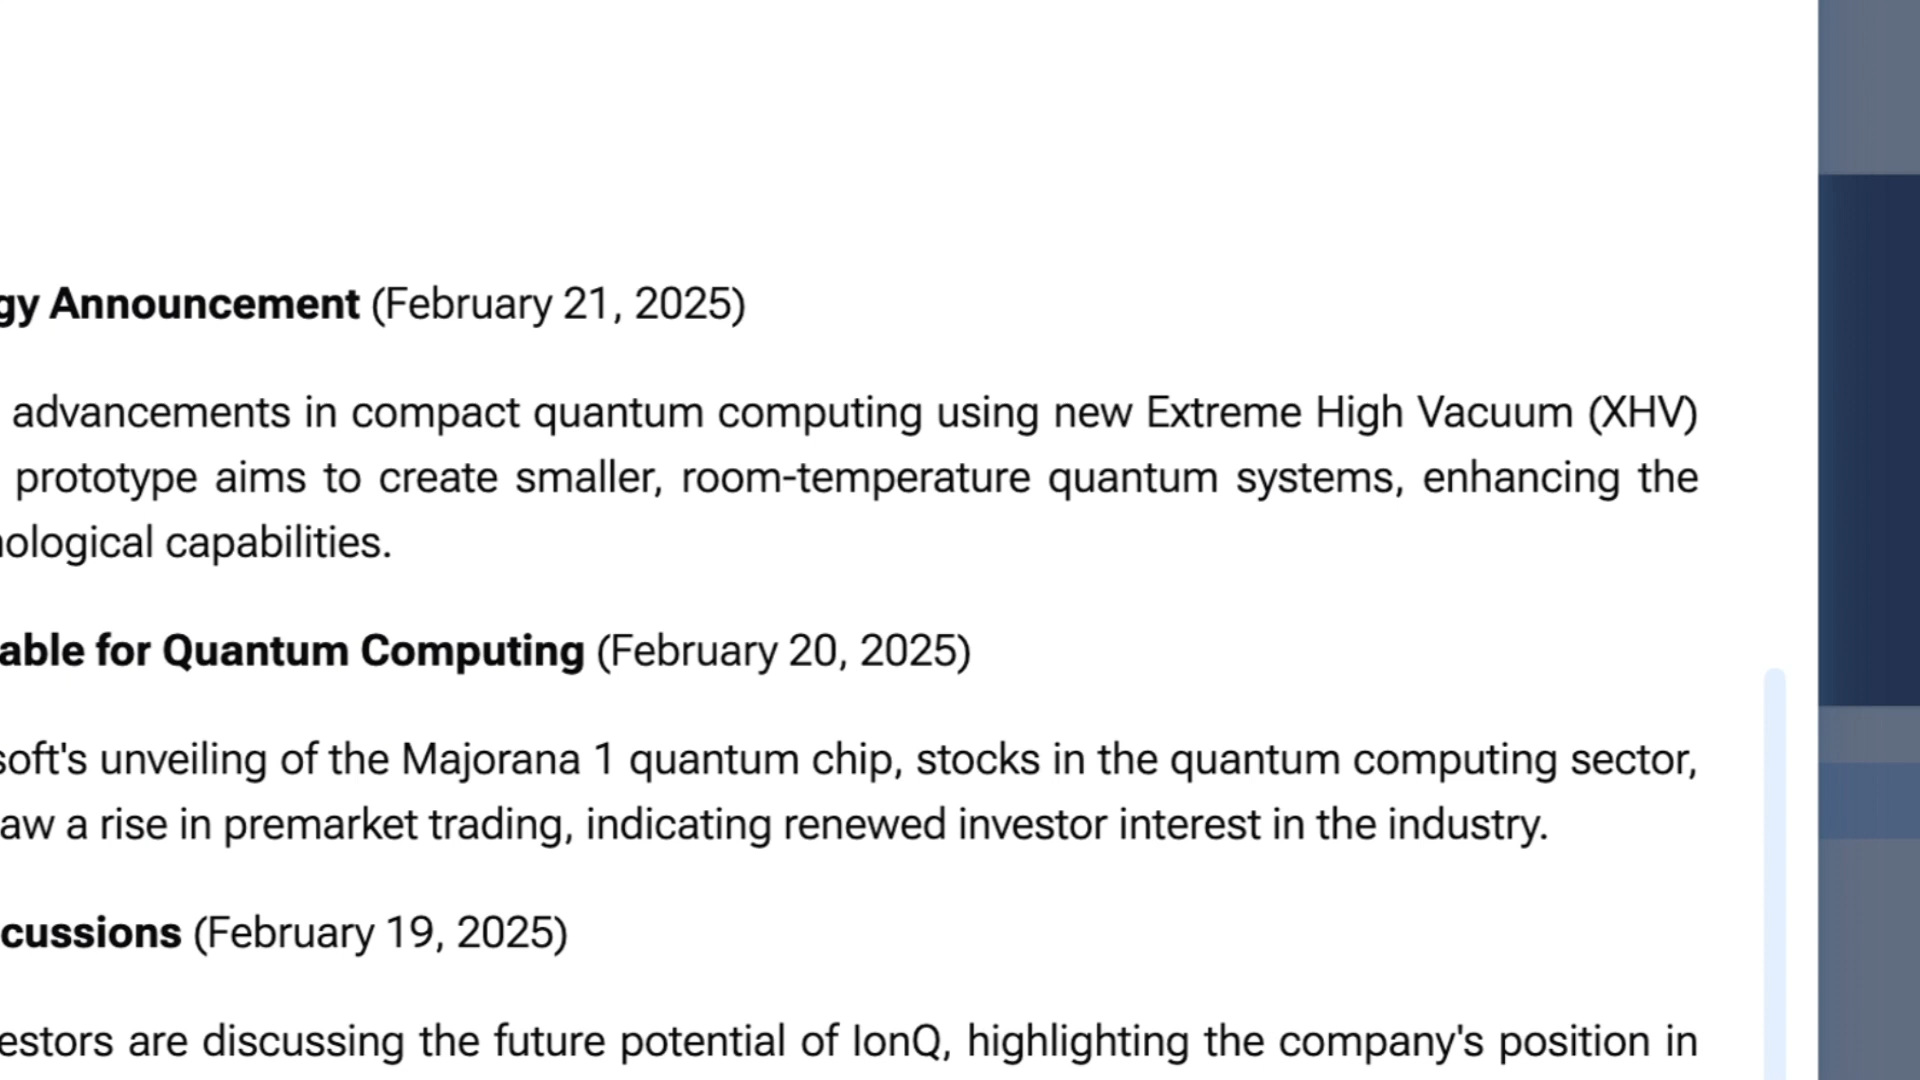 gy Announcement (February 21, 2025)
advancements in compact quantum computing using new Extreme High Vacuum (XHV)
prototype aims to create smaller, room-temperature quantum systems, enhancing the
nological capabilities.
able for Quantum Computing (February 20, 2025)
soft's unveiling of the Majorana 1 quantum chip, stocks in the quantum computing sector,
aw a rise in premarket trading, indicating renewed investor interest in the industry.
cussions (February 19, 2025)
estors are discussing the future potential of IonQ, highlighting the company's position in